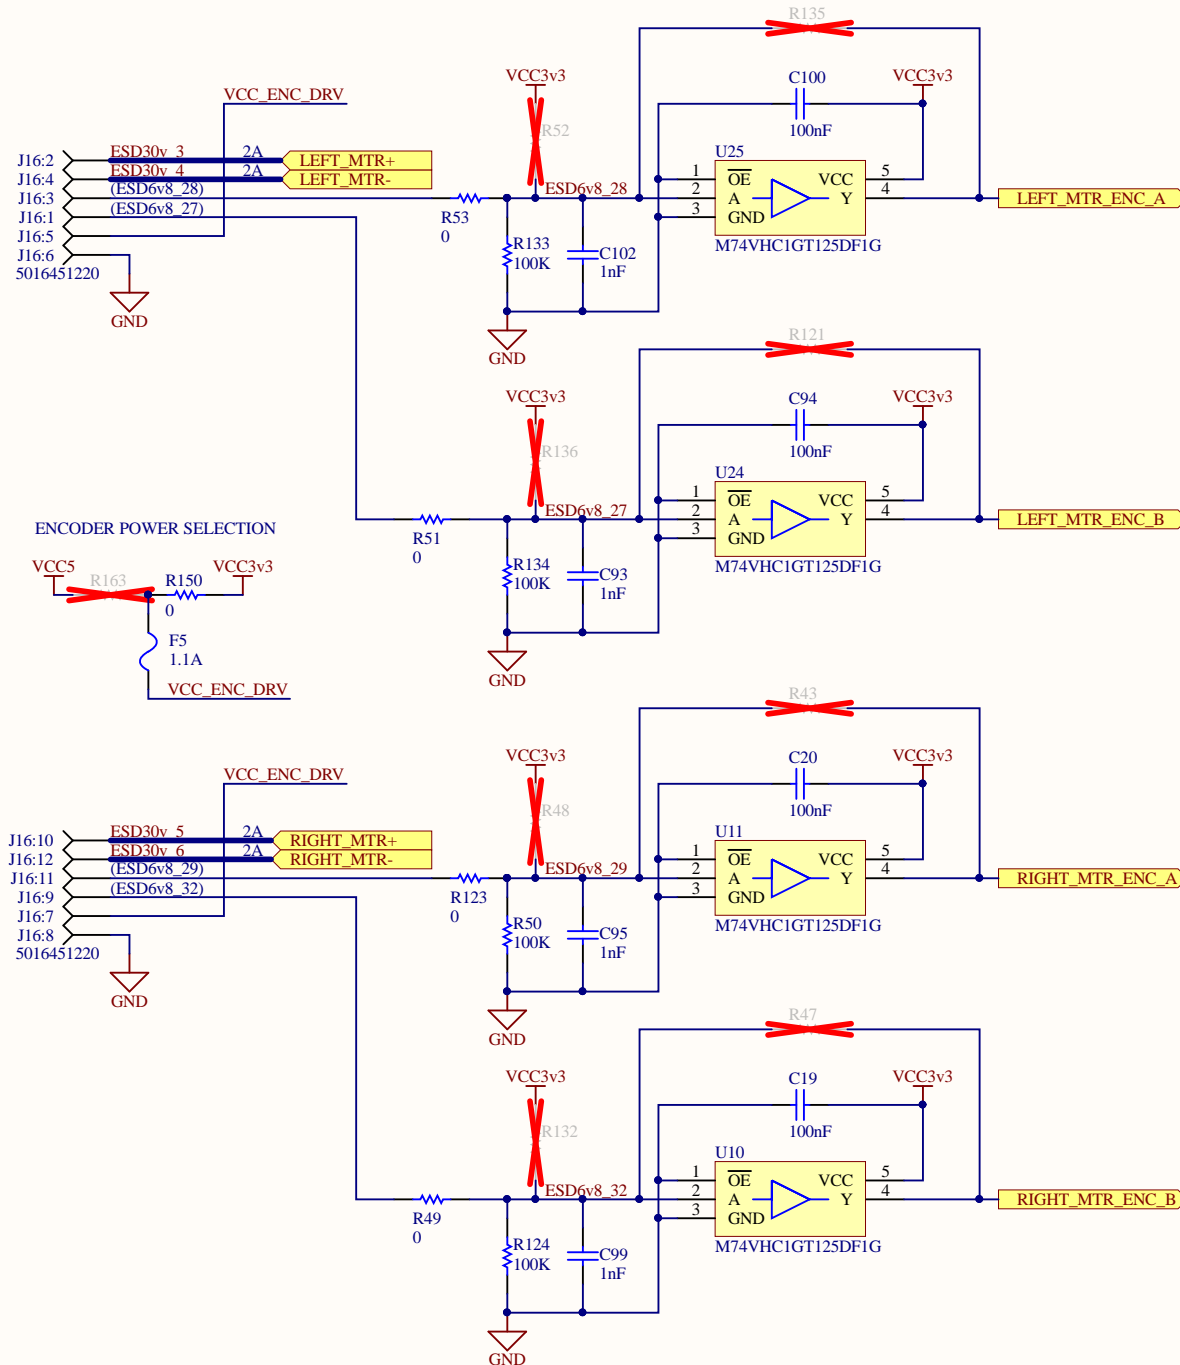 R135
VCC3v3
C100
VCC3v3
VCC_ENC_DRV
R52
100nF
U25
J16:2
ESD30v_3
2A
LEFT_MTR+
J16:4
ESD30v_4
2A
LEFT_MTR-
J16:3
(ESD6v8_28)
J16:1
(ESD6v8_27)
J16:5
J16:6
5016451220
GND
R53
0
ESD6v8_28
R133
100K
C102
1nF
GND
1
OE
2
A
3
GND
VCC
5
Y
4
M74VHC1GT125DF1G
LEFT_MTR_ENC_A
R121
VCC3v3
C94
VCC3v3
R136
100nF
U24
ESD6v8_27
1
OE
2
A
3
GND
VCC
5
Y
4
M74VHC1GT125DF1G
LEFT_MTR_ENC_B
R51
0
R134
100K
C93
1nF
GND
ENCODER POWER SELECTION
VCC5
R163
R150
0
VCC3v3
F5
1.1A
VCC_ENC_DRV
R43
VCC3v3
C20
VCC3v3
VCC_ENC_DRV
R48
100nF
U11
J16:10
ESD30v_5
2A
RIGHT_MTR+
J16:12
ESD30v_6
2A
RIGHT_MTR-
J16:11
(ESD6v8_29)
J16:9
(ESD6v8_32)
J16:7
J16:8
5016451220
GND
R123
0
ESD6v8_29
R50
100K
C95
1nF
GND
1
OE
2
A
3
GND
VCC
5
Y
4
M74VHC1GT125DF1G
RIGHT_MTR_ENC_A
R47
VCC3v3
C19
VCC3v3
R132
100nF
U10
ESD6v8_32
1
OE
2
A
3
GND
VCC
5
Y
4
M74VHC1GT125DF1G
RIGHT_MTR_ENC_B
R49
0
R124
100K
C99
1nF
GND